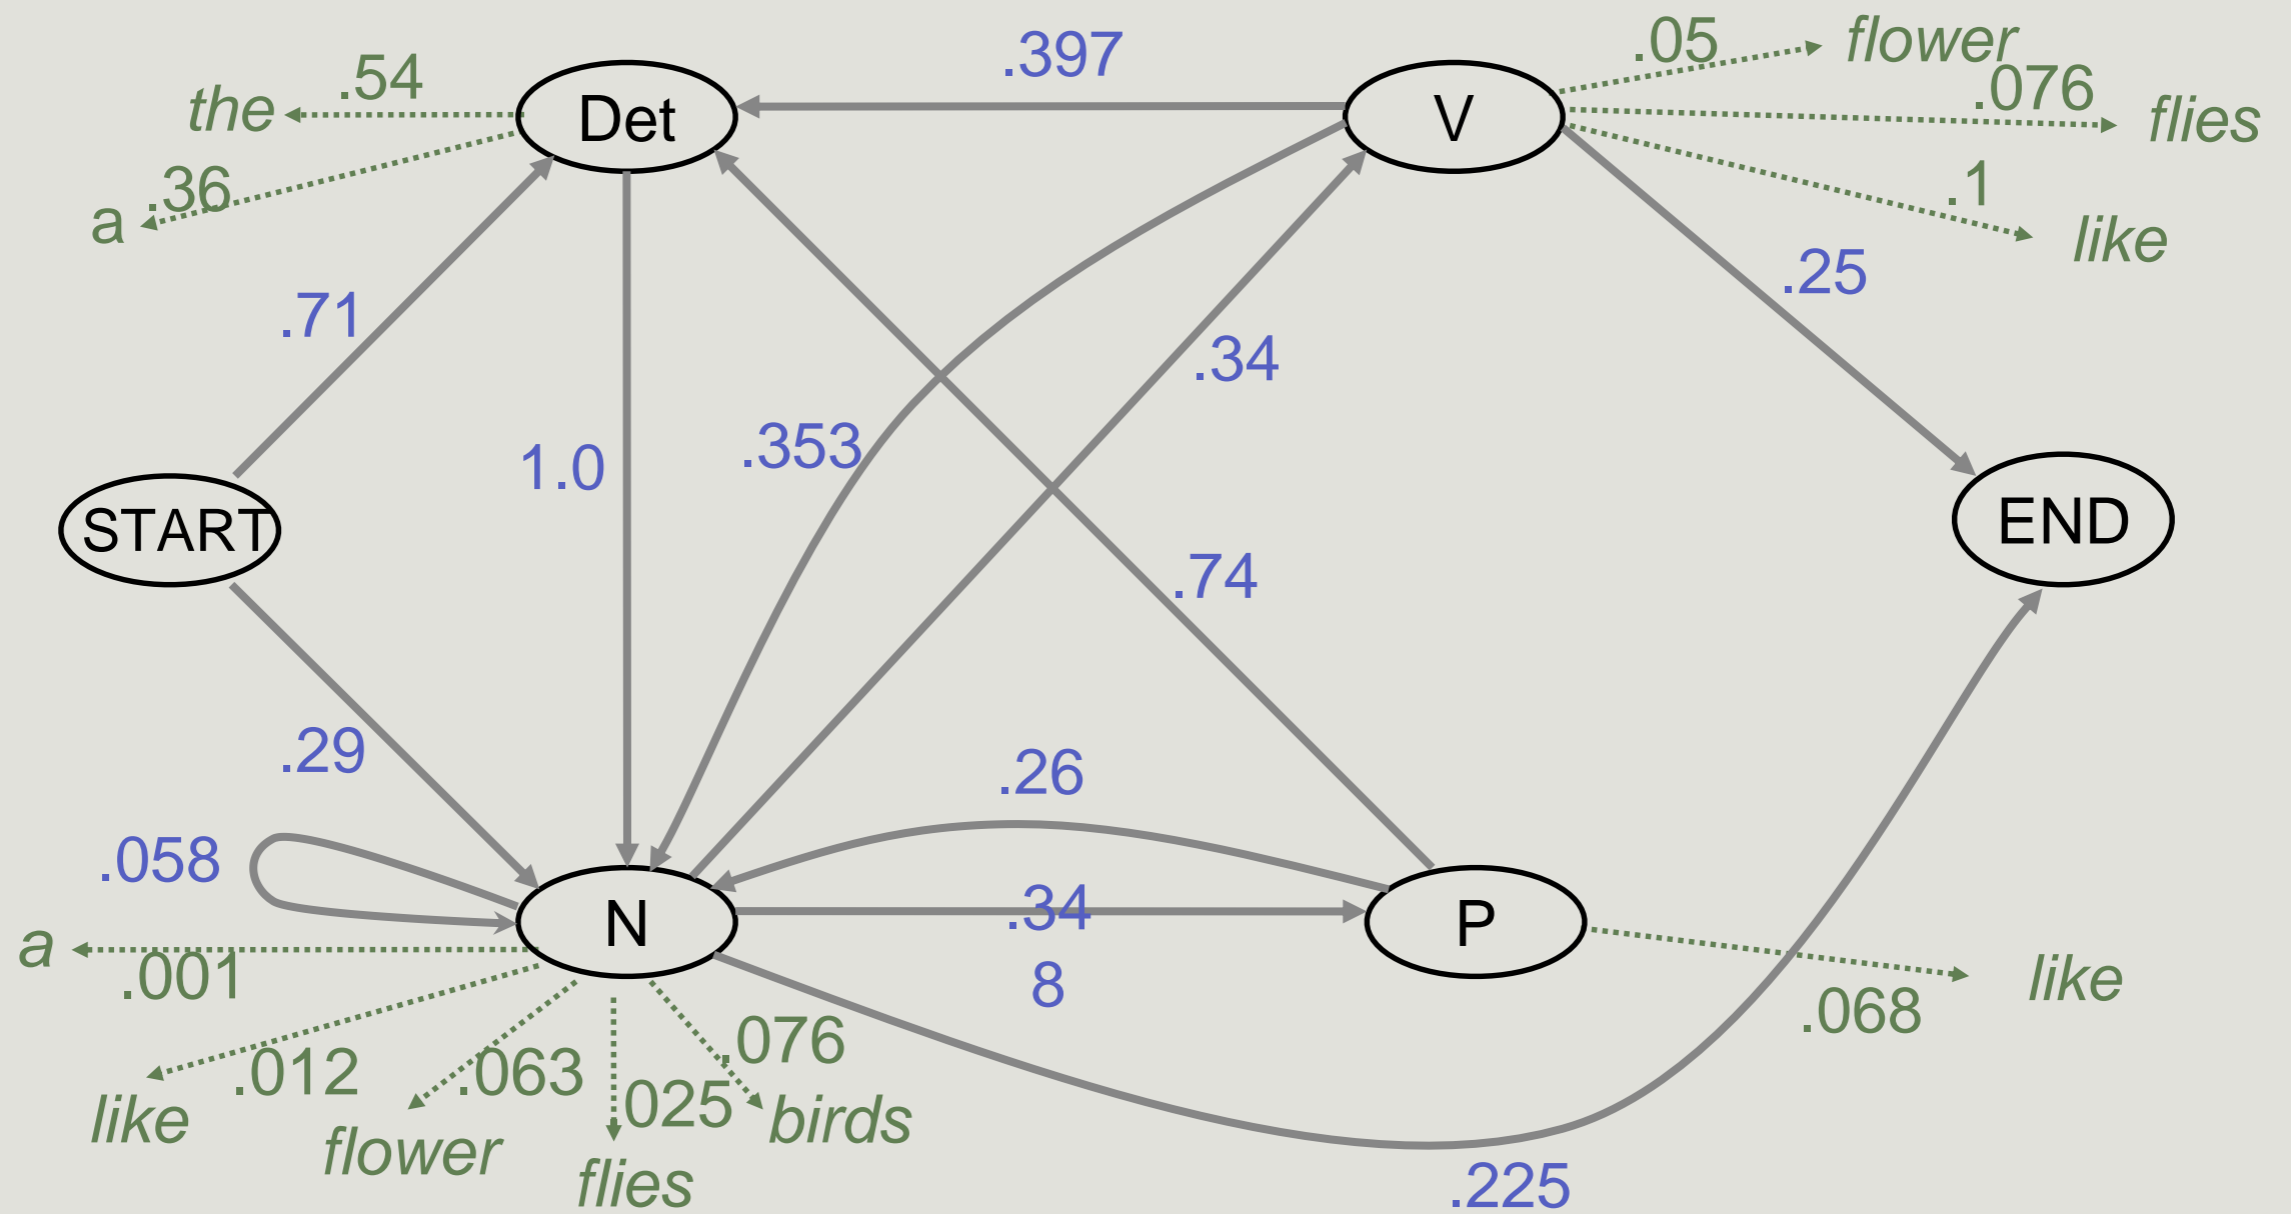 .05
flower
.397
.54
the
Det
V
.076
flies
.36
a
.1
like
.25
.71
.34
.353
1.0
START
END
.74
.29
.26
.058
.34
8
N
P
a
.001
like
.068
.076
.012
.063
025
like
flower
birds
flies
.225